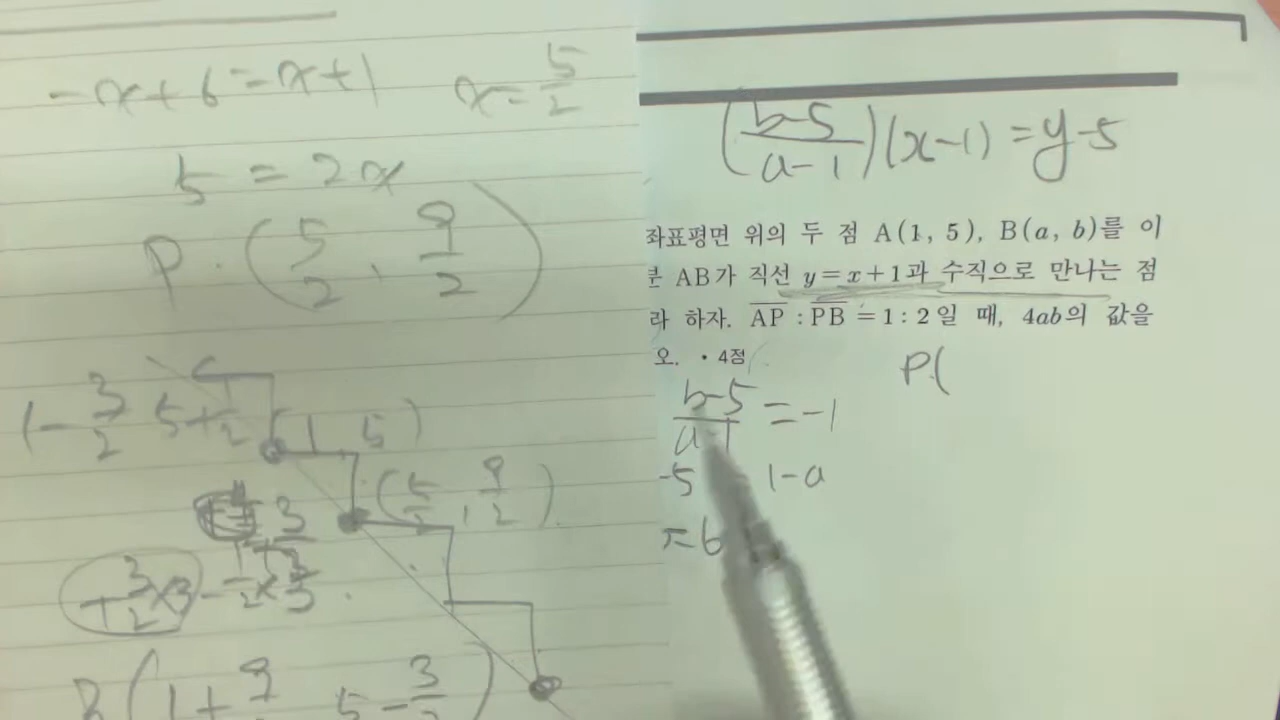 -x+6=x+1
x=5/2
5=2x
P.(5/2, 9/2)
(-3/2 5+1/2
(1 5)
(5/2, 9/2).
+3/2×3
B(1+9 5-3
(b-5/a-1)(x-1)=y-5
좌표평면 위의 두 점 A(1, 5), B(a, b)를 이
AB가 직선 y=x+1과 수직으로 만나는 점
라 하자. AP : PB = 1 : 2일 때, 4ab의 값을
오. • 4점
P(
b-5/a-1 = -1
-5 1-a
=6